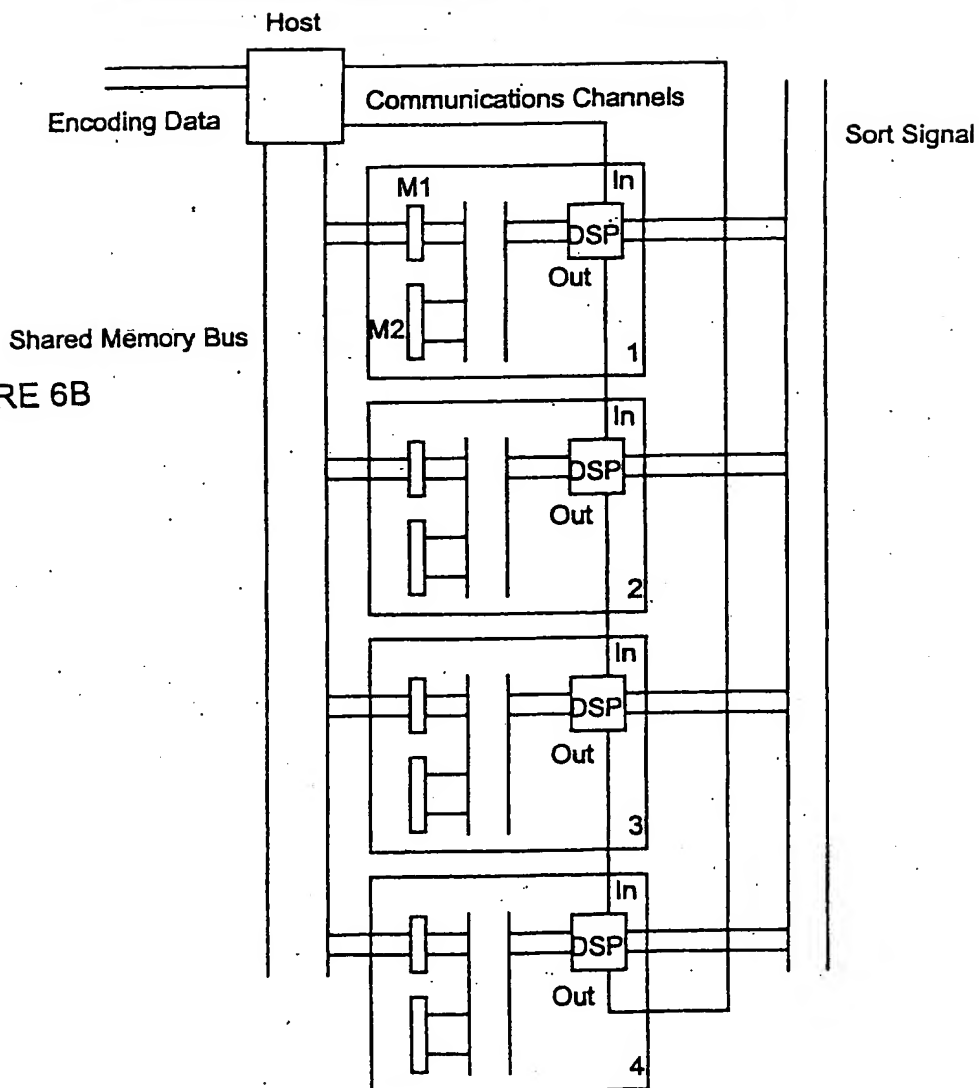 Host
Communications Channels
Encoding Data
Sort Signal
In
M1
DSP
Out
M2
1
Shared Memory Bus
RE 6B
In
DSP
Out
2
In
DSP
Out
3
In
DSP
Out
4